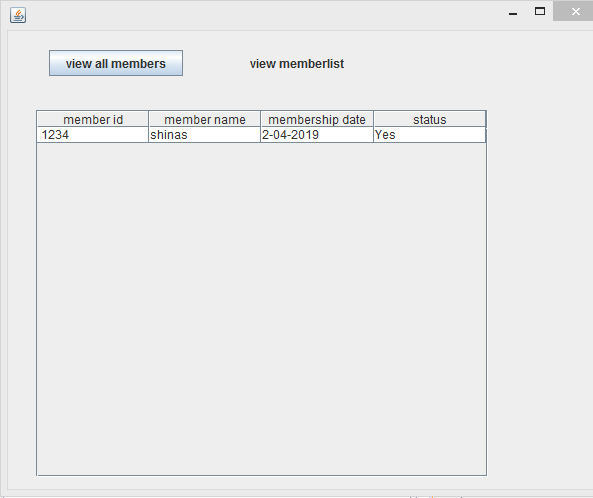 view all members view memberlist
member id member name membership date status
1234 shinas 2-04-2019 Yes